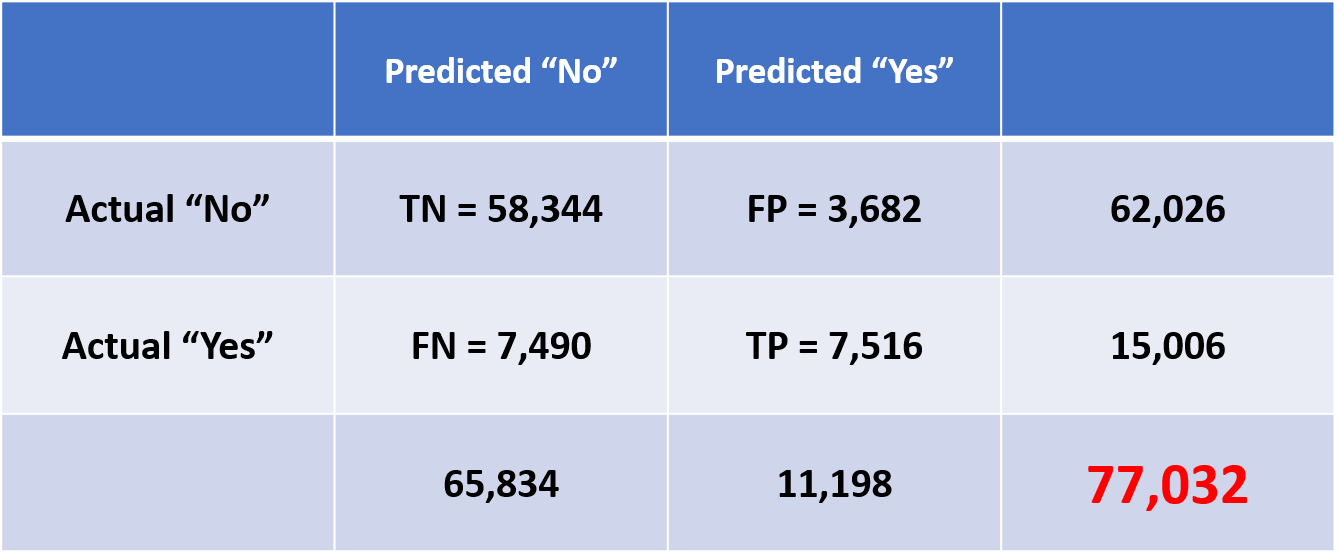 Predicted “No” Predicted “Yes”
Actual “No” TN = 58,344 FP = 3,682 62,026
Actual “Yes” FN = 7,490 TP = 7,516 15,006
65,834 11,198 77,032